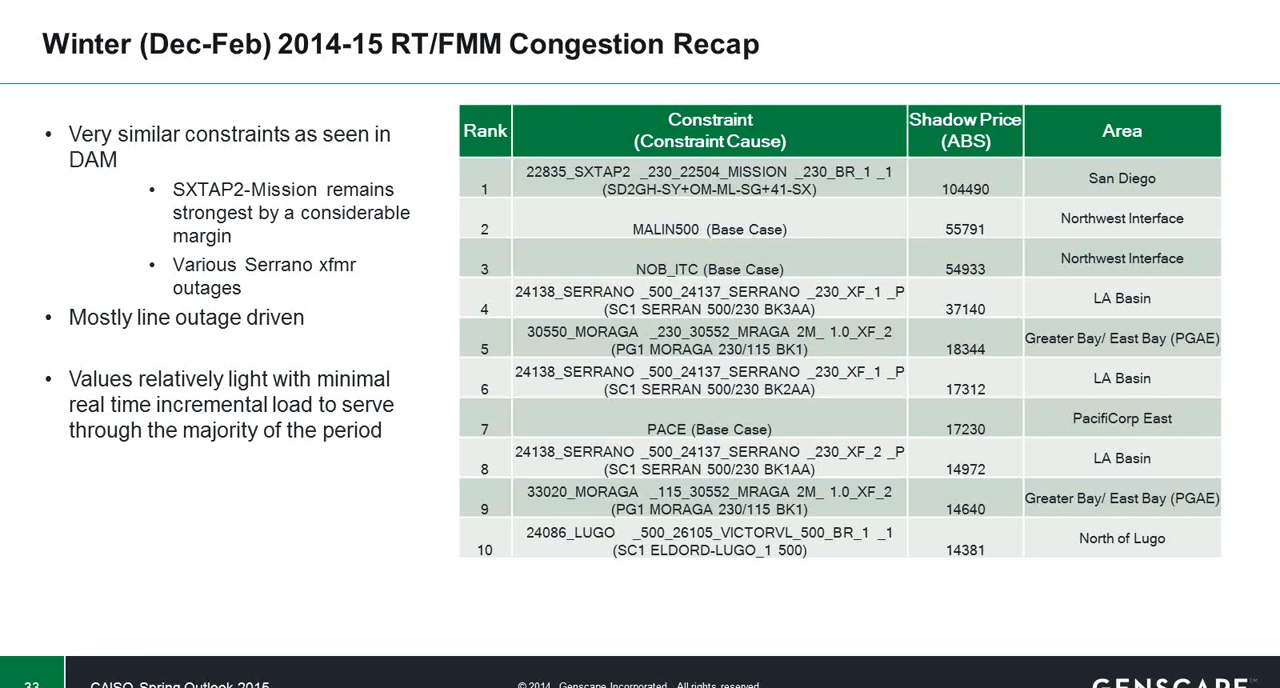 Winter (Dec-Feb) 2014-15 RT/FMM Congestion Recap
• Very similar constraints as seen in
DAM
• SXTAP2-Mission remains
strongest by a considerable
margin
• Various Serrano xfmr
outages
• Mostly line outage driven
• Values relatively light with minimal
real time incremental load to serve
through the majority of the period
Rank Constraint (Constraint Cause) Shadow Price (ABS) Area
22835_SXTAP2 _230_22504_MISSION _230_BR_1 _1
1 (SD2GH-SY+OM-ML-SG+41-SX) 104490 San Diego
2 MALIN500 (Base Case) 55791 Northwest Interface
3 NOB_ITC (Base Case) 54933 Northwest Interface
24138_SERRANO _500_24137_SERRANO _230_XF_1 _P
4 (SC1 SERRAN 500/230 BK3AA) 37140 LA Basin
30550_MORAGA _230_30552_MRAGA 2M_ 1.0_XF_2
5 (PG1 MORAGA 230/115 BK1) 18344 Greater Bay/ East Bay (PGAE)
24138_SERRANO _500_24137_SERRANO _230_XF_1 _P
6 (SC1 SERRAN 500/230 BK2AA) 17312 LA Basin
7 PACE (Base Case) 17230 PacifiCorp East
24138_SERRANO _500_24137_SERRANO _230_XF_2 _P
8 (SC1 SERRAN 500/230 BK1AA) 14972 LA Basin
33020_MORAGA _115_30552_MRAGA 2M_ 1.0_XF_2
9 (PG1 MORAGA 230/115 BK1) 14640 Greater Bay/ East Bay (PGAE)
24086_LUGO _500_26105_VICTORVL_500_BR_1 _1
10 (SC1 ELDORD-LUGO_1 500) 14381 North of Lugo
33 CAISO Spring Outlook 2015 © 2014 Genscape Incorporated. All rights reserved GENSCAPE™